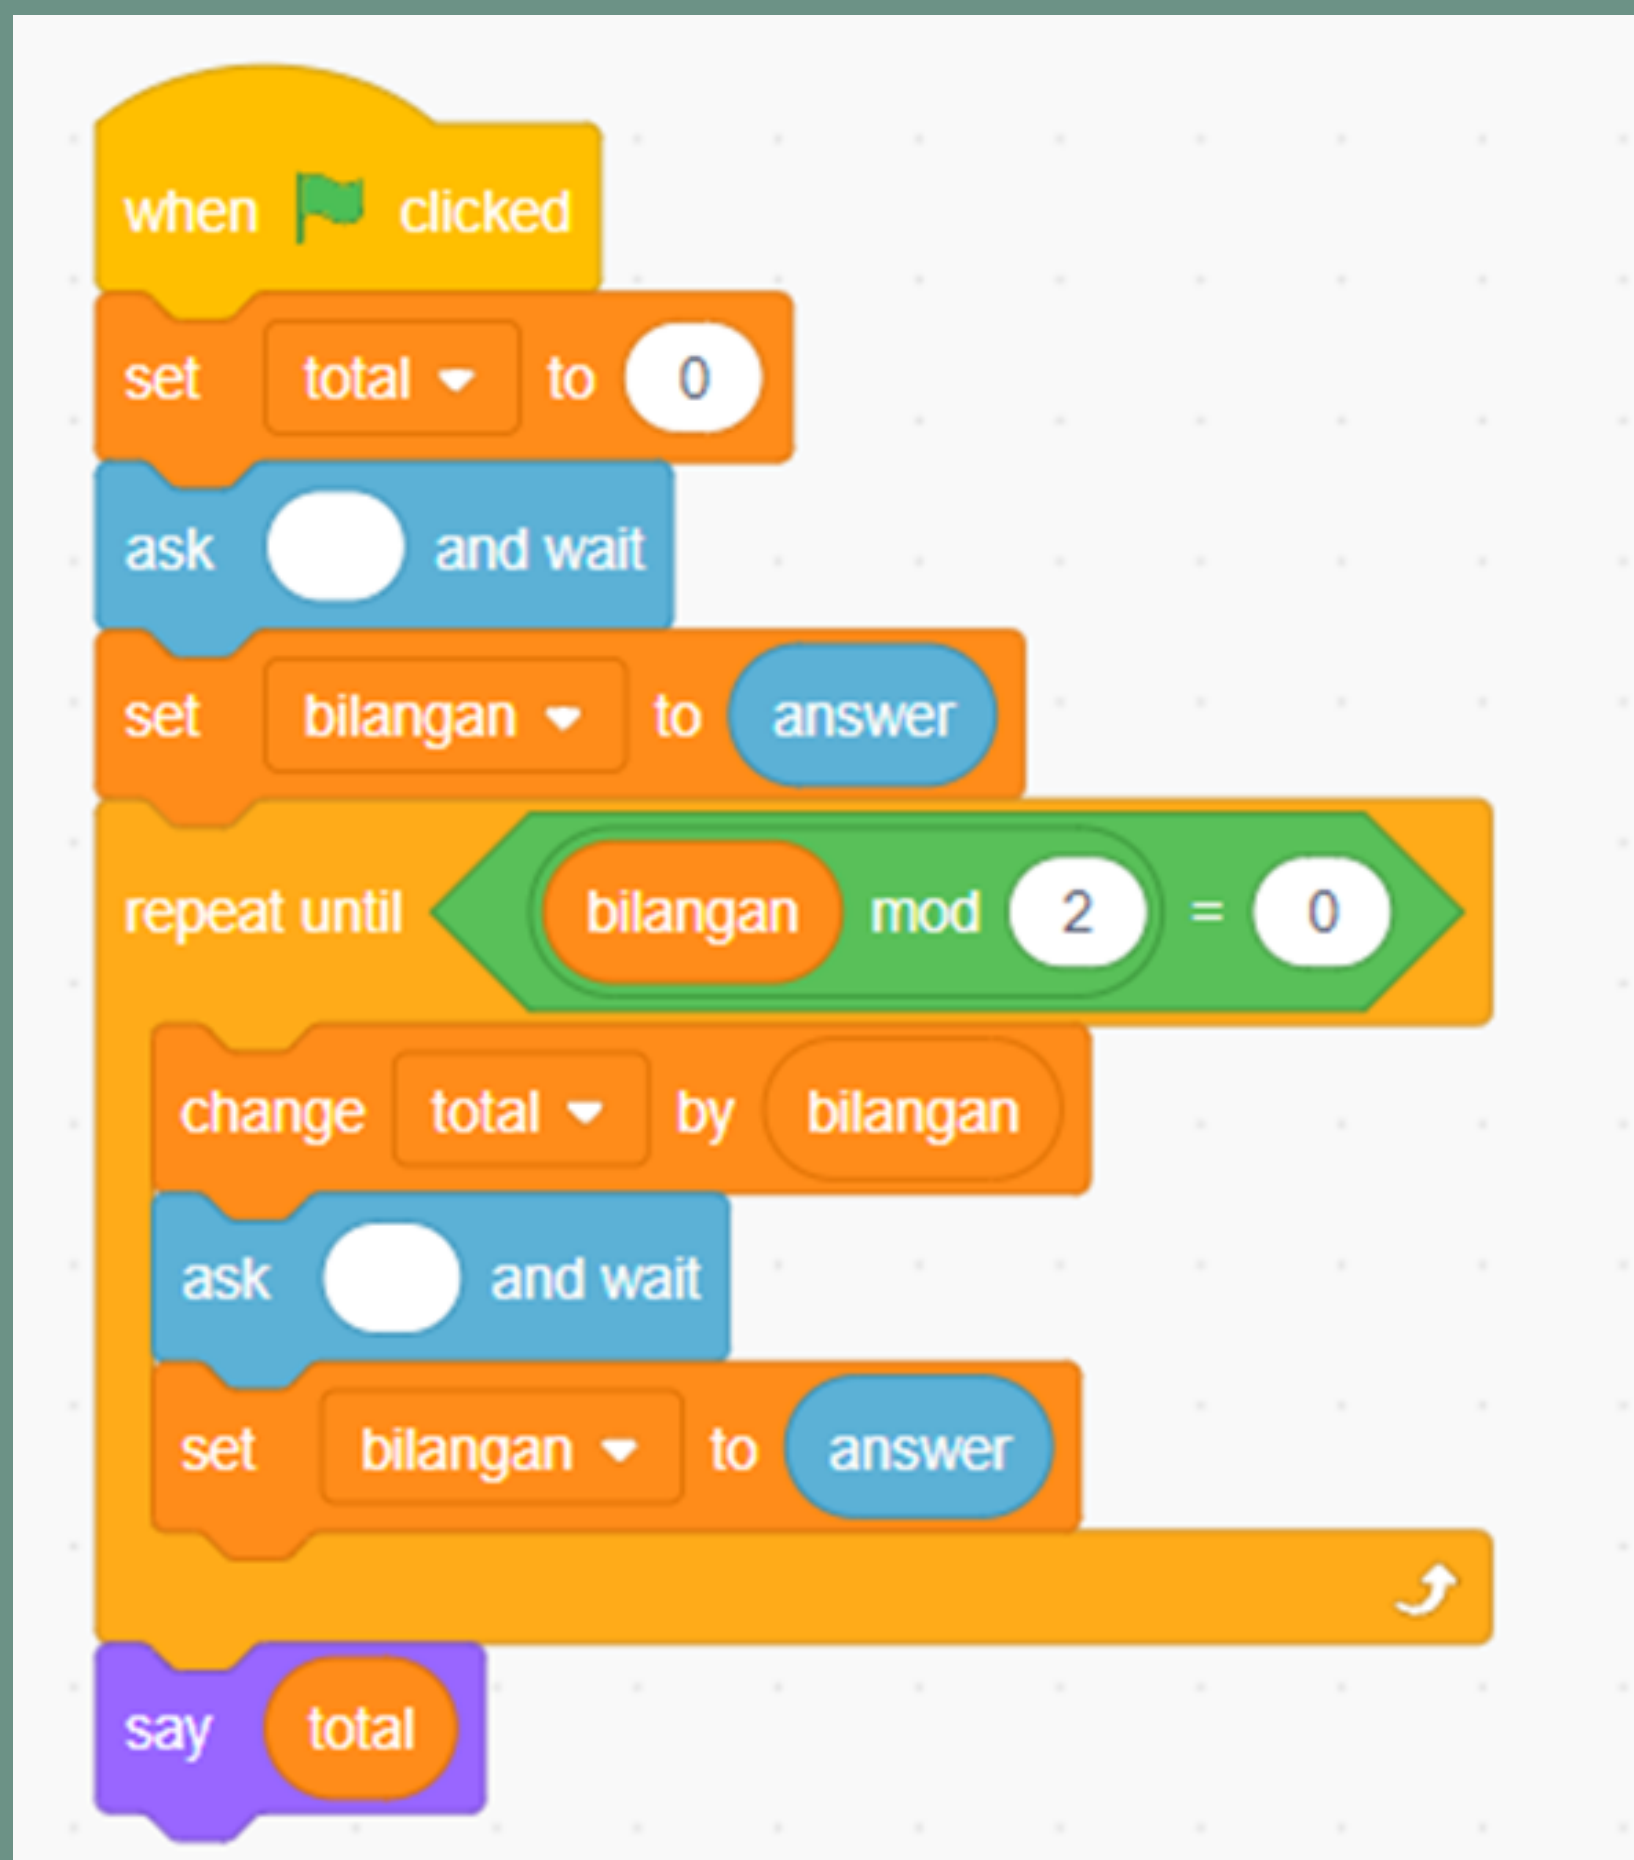 when clicked
set total to 0
ask and wait
set bilangan to answer
repeat until bilangan mod 2 = 0
change total by bilangan
ask and wait
set bilangan to answer
say total